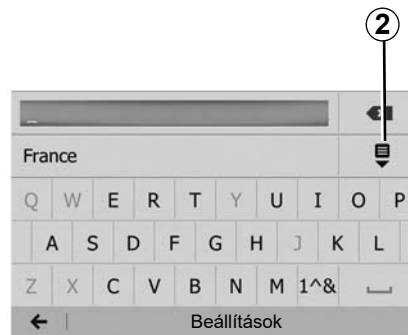 2
_
France
Q W E R T Y U I O P
A S D F G H J K L
Z X C V B N M 1^&
Beállítások